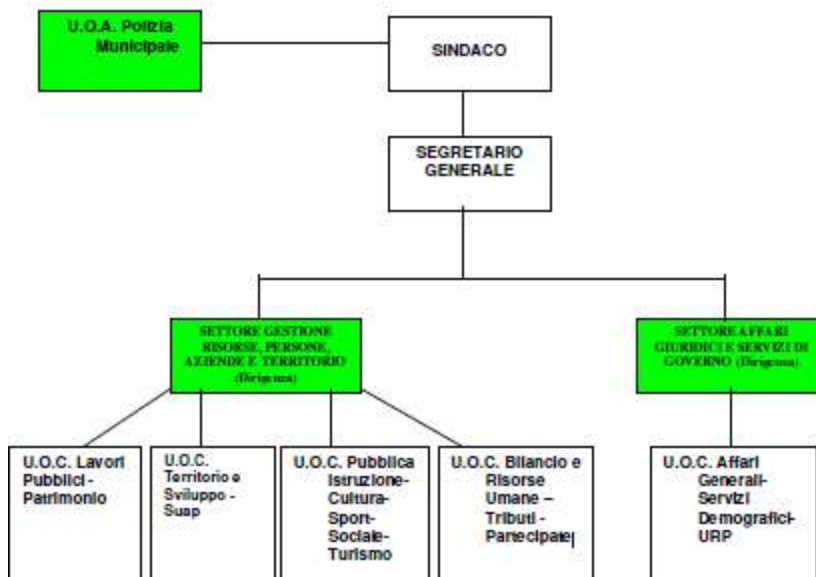 U.O.A. Polizia
Municipale
SINDACO
SEGRETARIO
GENERALE
SETTORE GESTIONE
RISORSE, PERSONE,
AZIENDE E TERRITORIO
(Dirigenza)
SETTORE AFFARI
GIURIDICI E SERVIZI DI
GOVERNO (Dirigenza)
U.O.C. Lavori
Pubblici -
Patrimonio
U.O.C.
Territorio e
Sviluppo -
Suap
U.O.C. Pubblica
Istruzione-
Cultura-
Sport-
Sociale-
Turismo
U.O.C. Bilancio e
Risorse
Umane –
Tributi -
Partecipate
U.O.C. Affari
Generali-
Servizi
Demografici-
URP